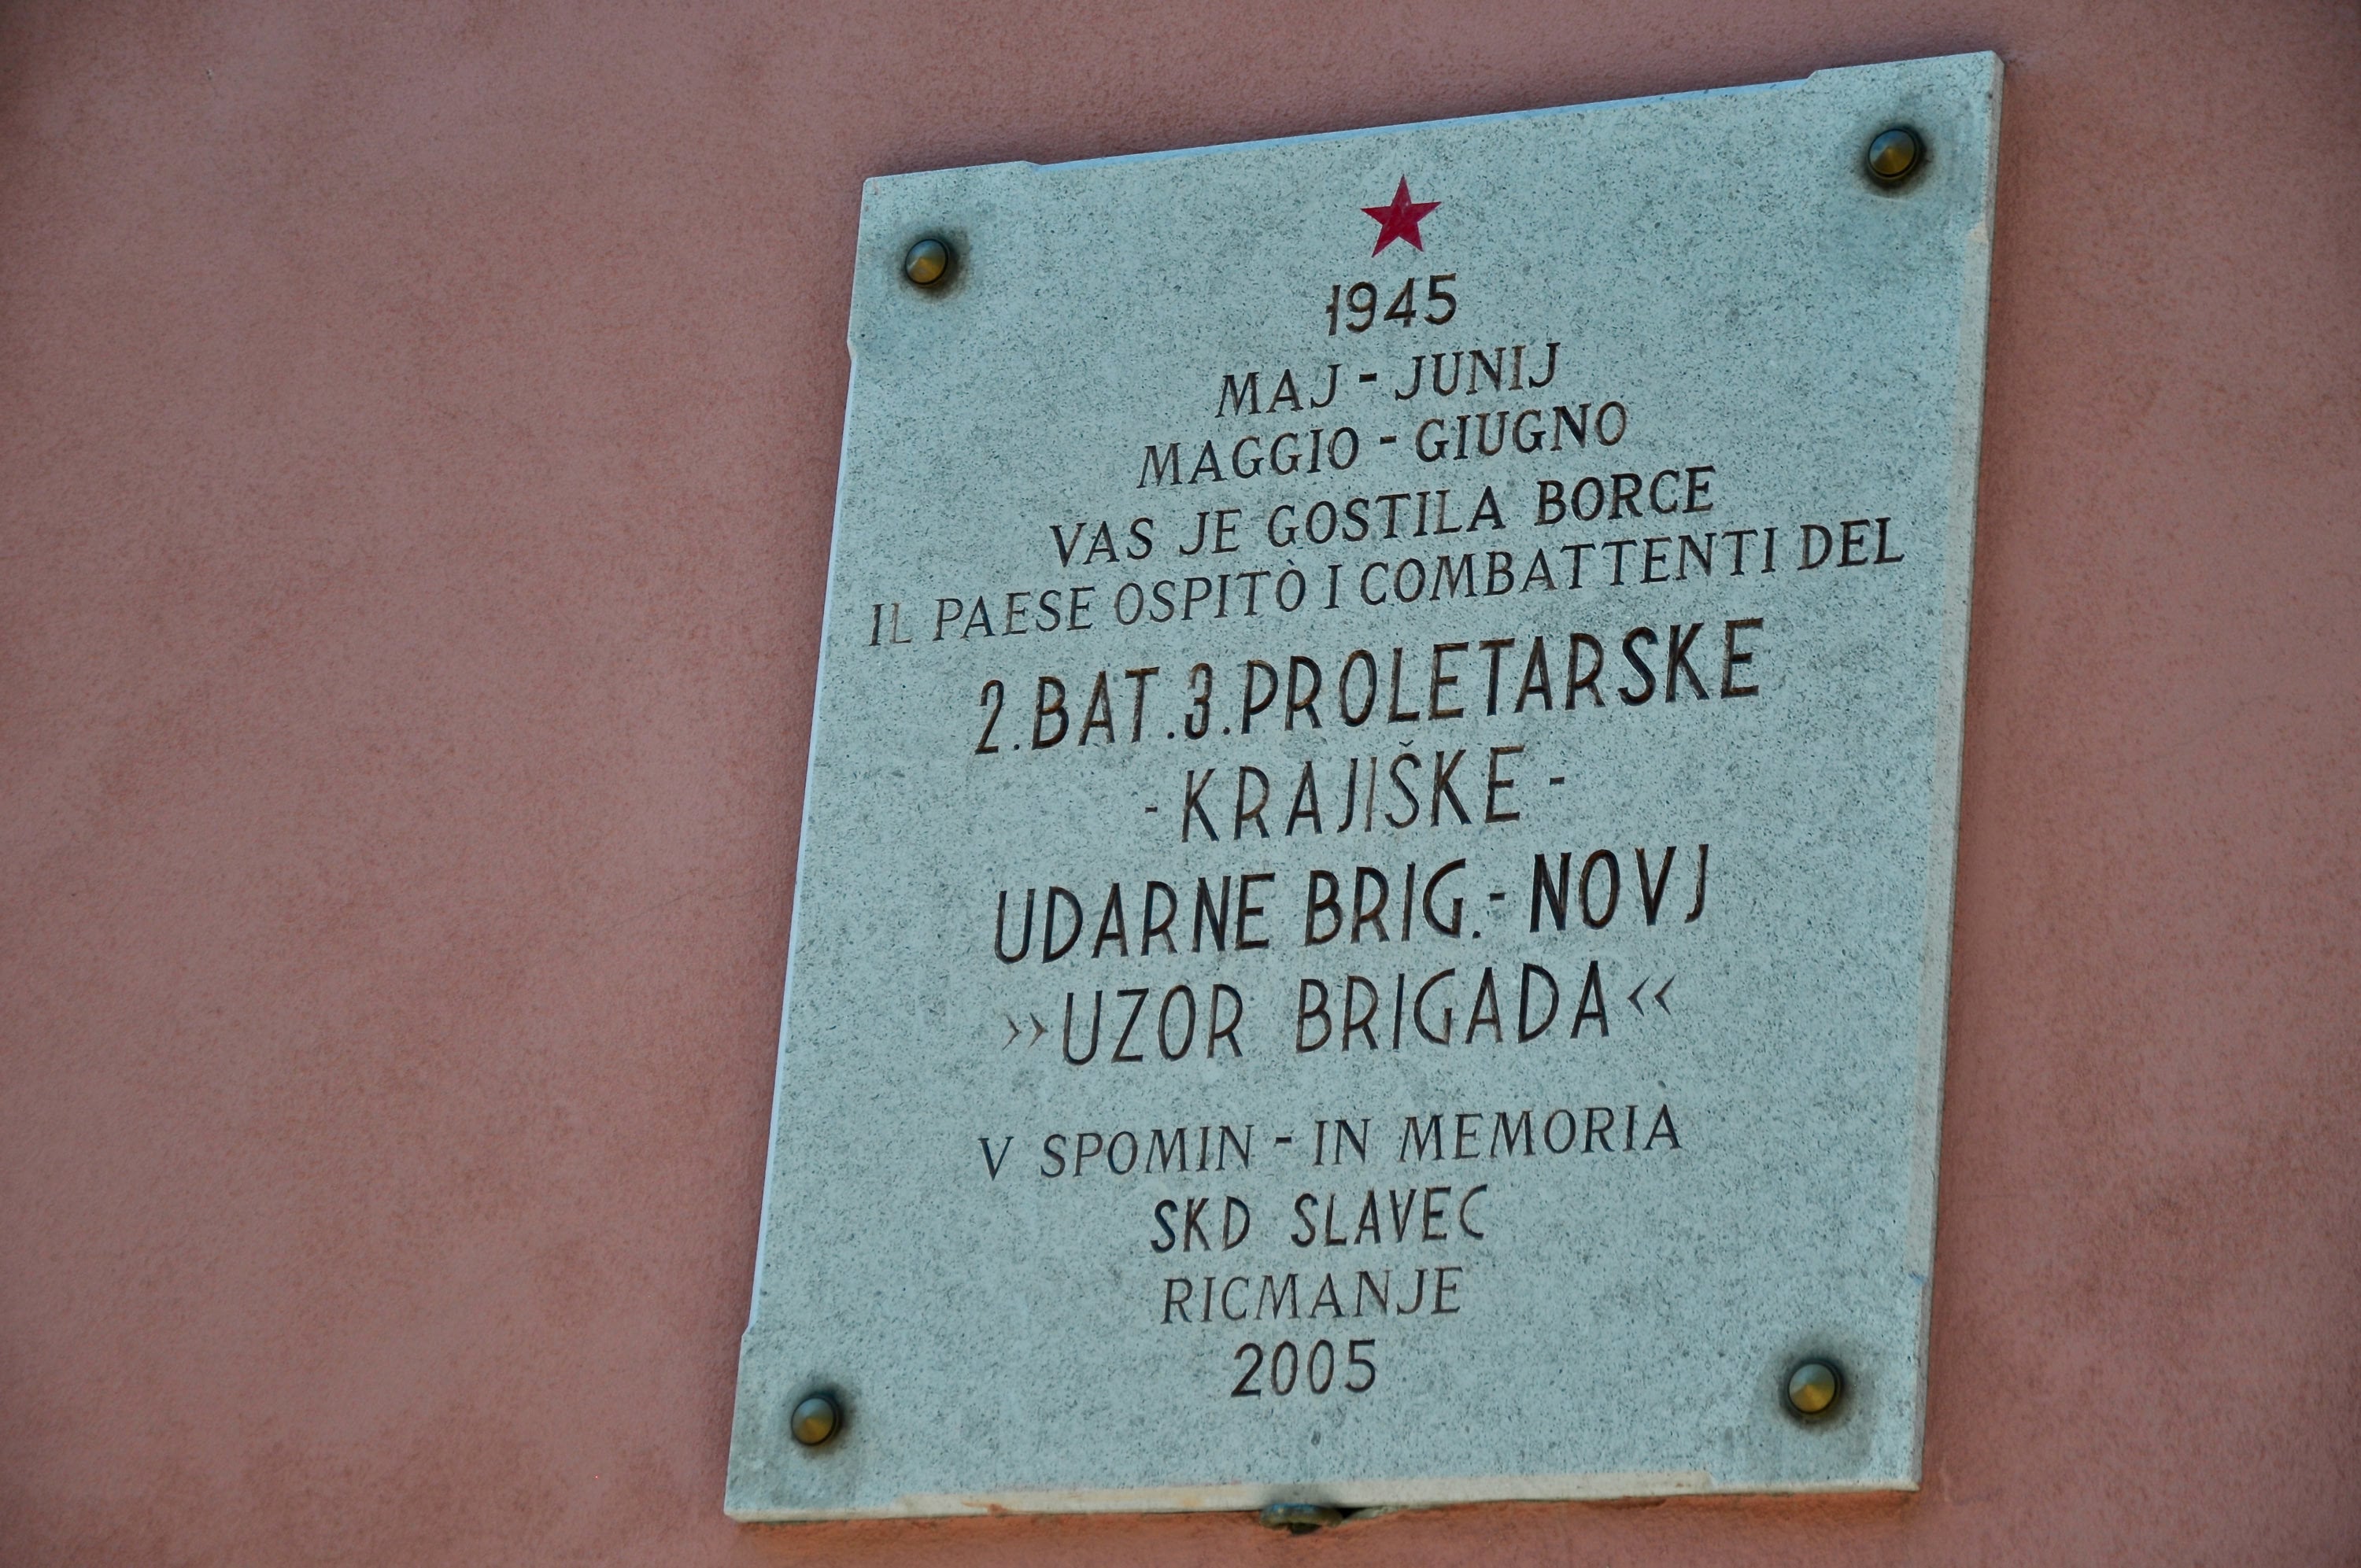 1945
MAJ - JUNIJ
MAGGIO - GIUGNO
VAS JE GOSTILA BORCE
IL PAESE OSPITÒ I COMBATTENTI DEL
2. BAT. 3. PROLETARSKE
- KRAJIŠKE -
UDARNE BRIG. - NOVJ
»UZOR BRIGADA«
V SPOMIN - IN MEMORIA
SKD SLAVEC
RICMANJE
2005